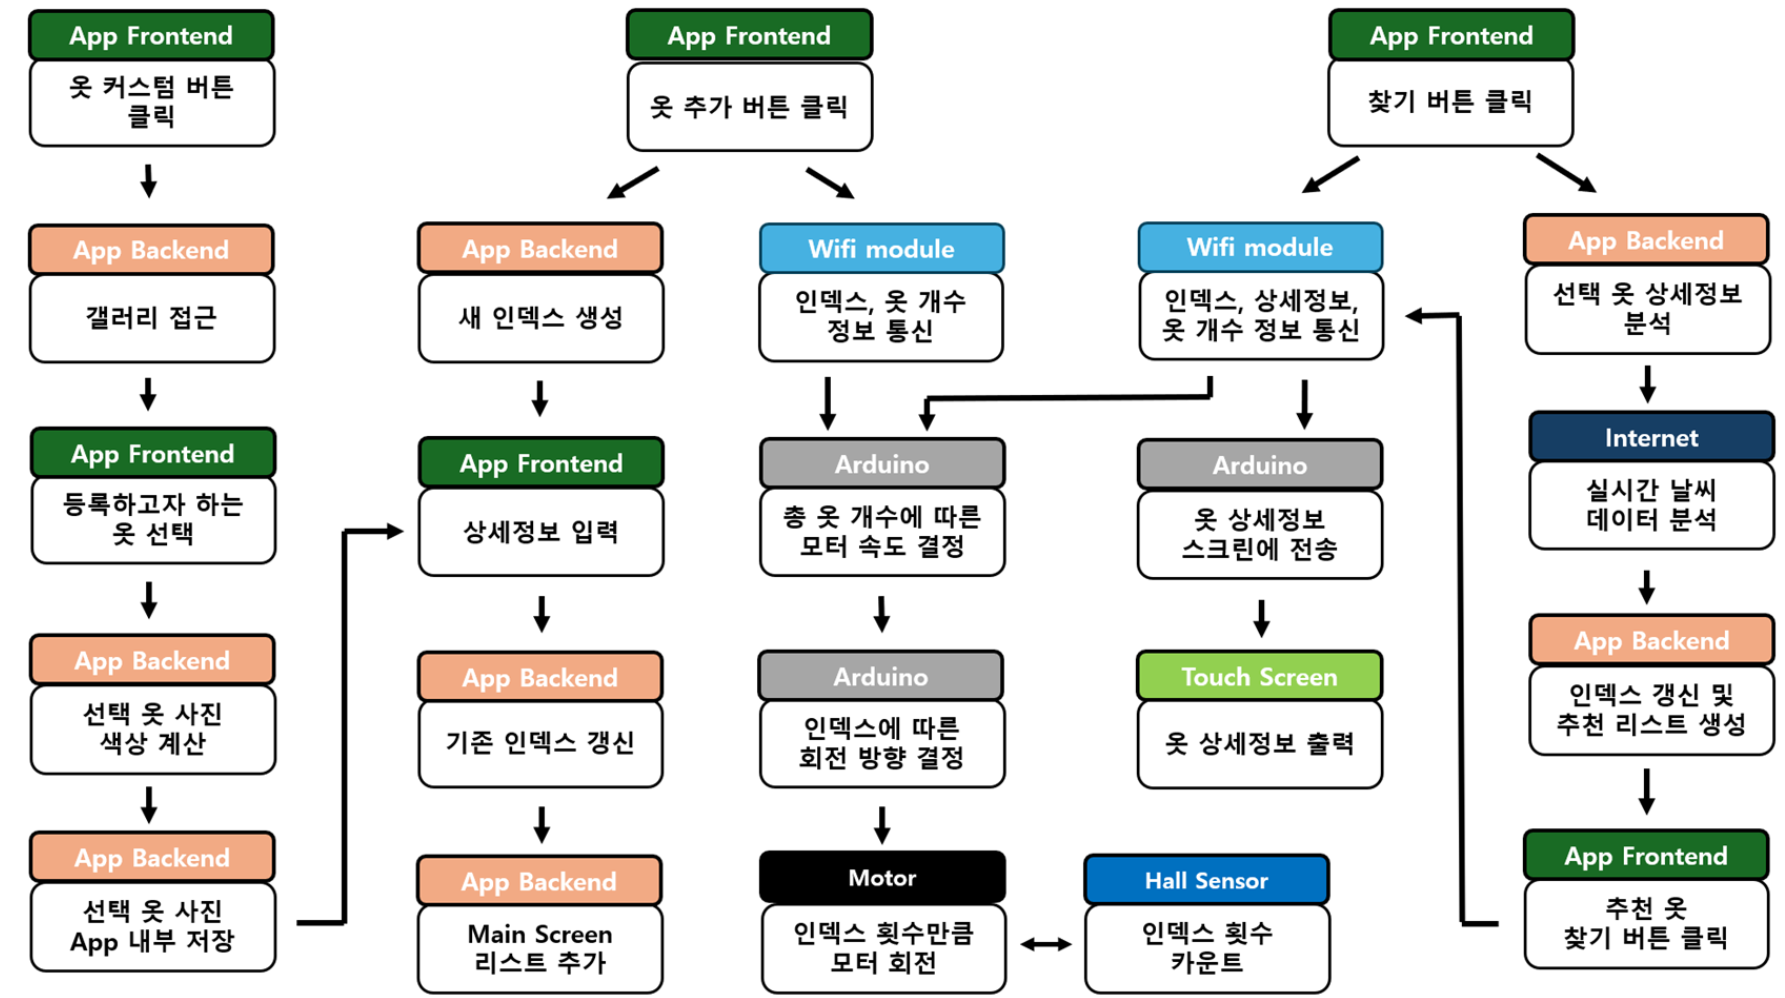 App Frontend
옷 커스텀 버튼
클릭
App Backend
갤러리 접근
App Frontend
등록하고자 하는
옷 선택
App Backend
선택 옷 사진
색상 계산
App Backend
선택 옷 사진
App 내부 저장
App Frontend
옷 추가 버튼 클릭
App Backend
새 인덱스 생성
App Frontend
상세정보 입력
App Backend
기존 인덱스 갱신
App Backend
Main Screen
리스트 추가
Wifi module
인덱스, 옷 개수
정보 통신
Arduino
총 옷 개수에 따른
모터 속도 결정
Arduino
인덱스에 따른
회전 방향 결정
Motor
인덱스 횟수만큼
모터 회전
Hall Sensor
인덱스 횟수
카운트
App Frontend
찾기 버튼 클릭
Wifi module
인덱스, 상세정보,
옷 개수 정보 통신
Arduino
옷 상세정보
스크린에 전송
Touch Screen
옷 상세정보 출력
App Backend
선택 옷 상세정보
분석
Internet
실시간 날씨
데이터 분석
App Backend
인덱스 갱신 및
추천 리스트 생성
App Frontend
추천 옷
찾기 버튼 클릭